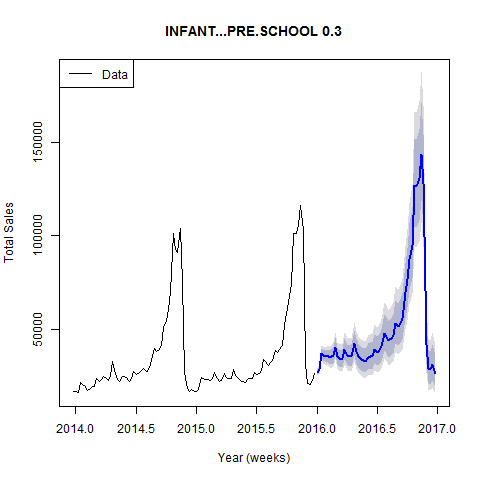 INFANT...PRE.SCHOOL 0.3
Data
Total Sales
150000
100000
50000
2014.0 2014.5 2015.0 2015.5 2016.0 2016.5 2017.0
Year (weeks)